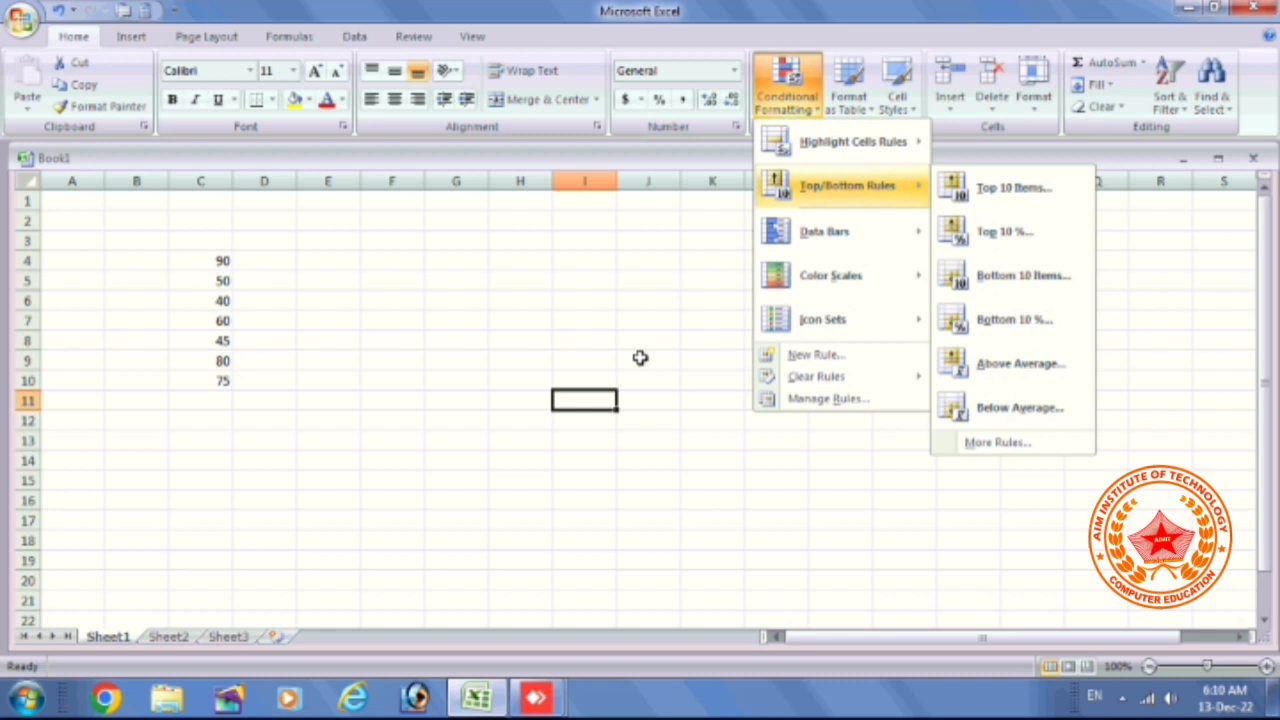 Microsoft Excel
Home Insert Page Layout Formulas Data Review View
Paste Cut Copy Format Painter Clipboard
Calibri 11 B I U A A A Font
Wrap Text Merge & Center Alignment
General $ % , Number
Conditional Formatting Format as Table Cell Styles
Insert Delete Format Cells
Σ AutoSum Fill Clear Sort & Filter Find & Select Editing
Book1
A B C D E F G H I J K Q R S
1
2
3
4 90
5 50
6 40
7 60
8 45
9 80
10 75
11
12
13
14
15
16
17
18
19
20
21
22
Highlight Cells Rules
Top/Bottom Rules
Data Bars
Color Scales
Icon Sets
New Rule...
Clear Rules
Manage Rules...
Top 10 Items...
Top 10 %...
Bottom 10 Items...
Bottom 10 %...
Above Average...
Below Average...
More Rules...
AIM INSTITUTE OF TECHNOLOGY
AIMIT
COMPUTER EDUCATION
Sheet1 Sheet2 Sheet3
Ready 100%
EN 6:10 AM
13-Dec-22